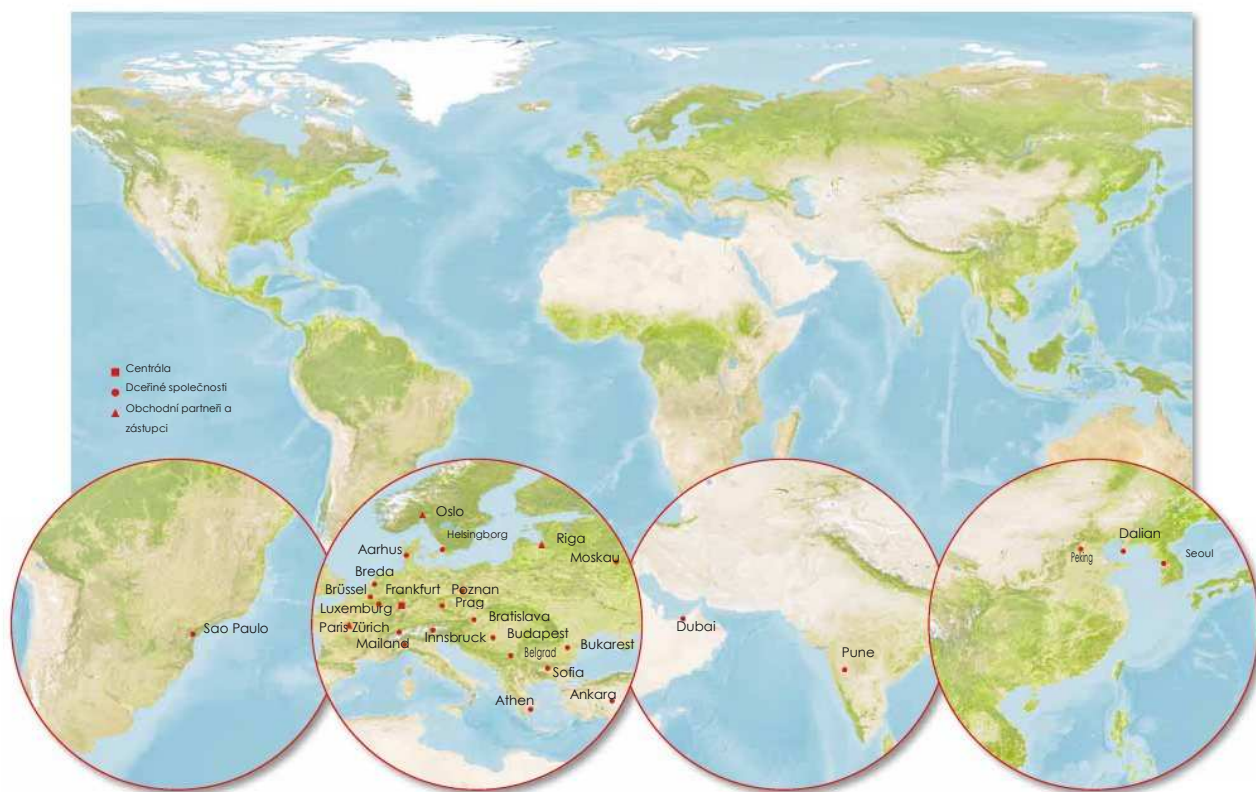 Centrála
Dceřiné společnosti
Obchodní partneři a
zástupci
Sao Paulo
Oslo
Helsingborg
Aarhus
Riga
Moskau
Breda
Brüssel
Frankfurt
Poznan
Luxemburg
Prag
Paris
Zürich
Bratislava
Mailand
Innsbruck
Budapest
Belgrad
Bukarest
Sofia
Athen
Ankara
Dubai
Pune
Peking
Dalian
Seoul